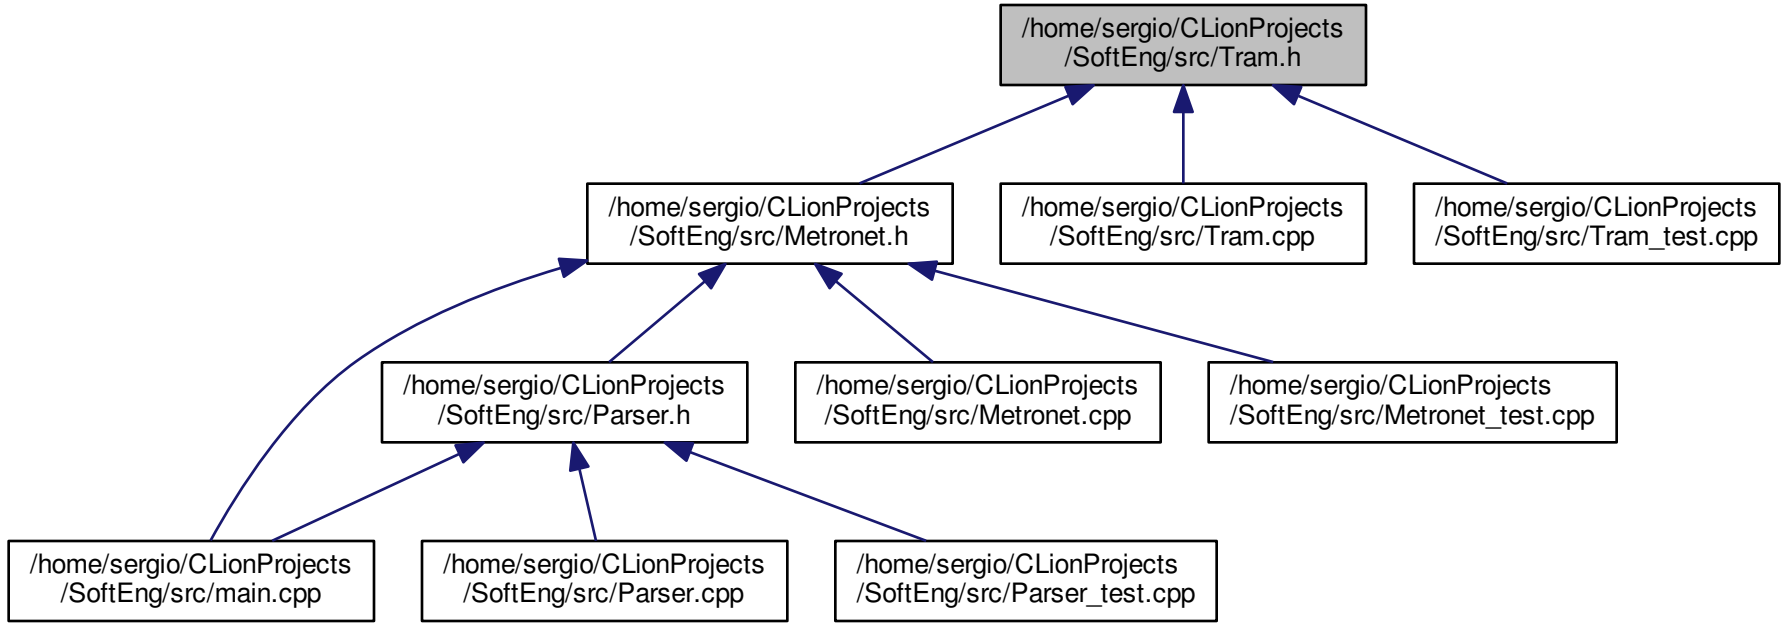 /home/sergio/CLionProjects
/SoftEng/src/Tram.h
/home/sergio/CLionProjects
/SoftEng/src/Metronet.h
/home/sergio/CLionProjects
/SoftEng/src/Tram.cpp
/home/sergio/CLionProjects
/SoftEng/src/Tram_test.cpp
/home/sergio/CLionProjects
/SoftEng/src/Parser.h
/home/sergio/CLionProjects
/SoftEng/src/Metronet.cpp
/home/sergio/CLionProjects
/SoftEng/src/Metronet_test.cpp
/home/sergio/CLionProjects
/SoftEng/src/main.cpp
/home/sergio/CLionProjects
/SoftEng/src/Parser.cpp
/home/sergio/CLionProjects
/SoftEng/src/Parser_test.cpp